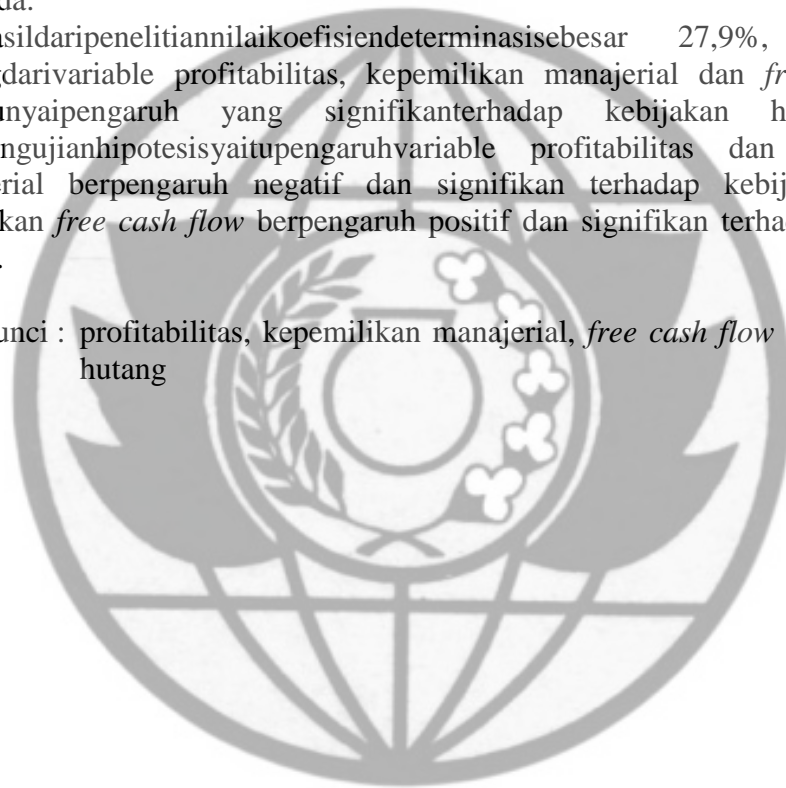 da.
asildaripenelitiannilaikoefisiendeterminasisebesar 27,9%,
gdarivariable profitabilitas, kepemilikan manajerial dan fr
unyaipengaruh yang signifikanterhadap kebijakan h
ngujianhipotesisyaitupengaruhvariable profitabilitas dan
erial berpengaruh negatif dan signifikan terhadap kebij
kan free cash flow berpengaruh positif dan signifikan terha
.
unci : profitabilitas, kepemilikan manajerial, free cash flow
hutang